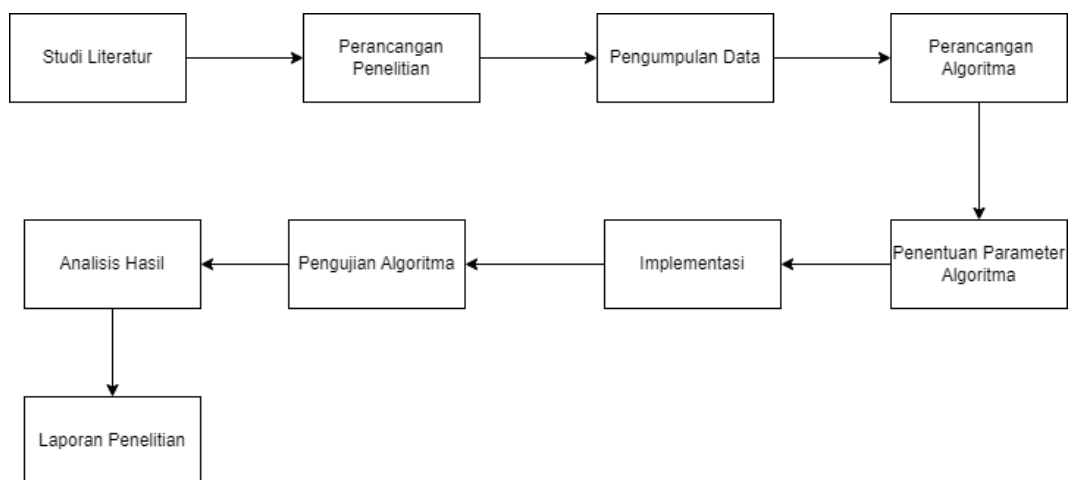 Studi Literatur
Perancangan
Penelitian
Pengumpulan Data
Perancangan
Algoritma
Penentuan Parameter
Algoritma
Implementasi
Pengujian Algoritma
Analisis Hasil
Laporan Penelitian